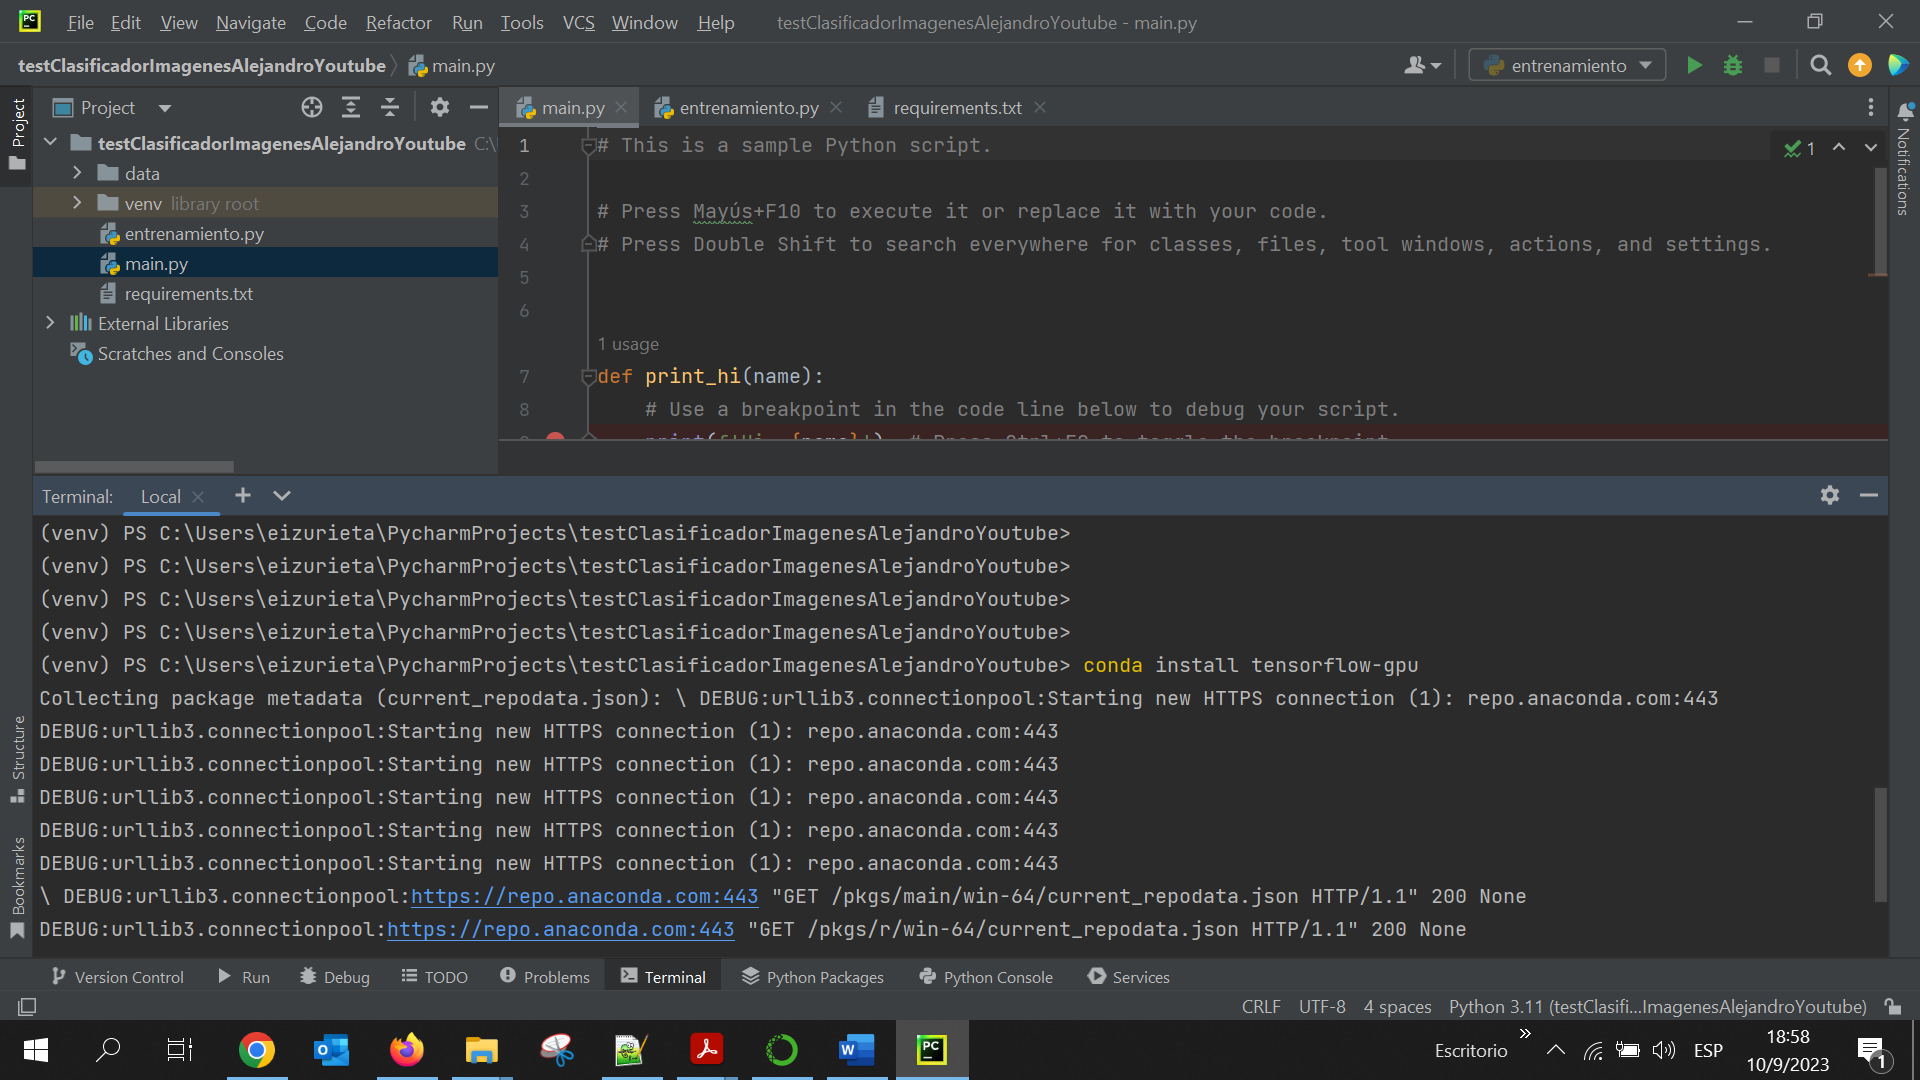 PC File Edit View Navigate Code Refactor Run Tools VCS Window Help testClasificadorImagenesAlejandroYoutube - main.py
testClasificadorImagenesAlejandroYoutube main.py entrenamiento
Project
Project
main.py entrenamiento.py requirements.txt
Notifications
testClasificadorImagenesAlejandroYoutube C:\
data
venv library root
entrenamiento.py
main.py
requirements.txt
External Libraries
Scratches and Consoles
1 # This is a sample Python script.
1
2
3 # Press Mayús+F10 to execute it or replace it with your code.
4 # Press Double Shift to search everywhere for classes, files, tool windows, actions, and settings.
5
6
1 usage
7 def print_hi(name):
8 # Use a breakpoint in the code line below to debug your script.
print(f'Hi, {name}') # Press Ctrl+F8 to toggle the breakpoint.
Terminal: Local
(venv) PS C:\Users\eizurieta\PycharmProjects\testClasificadorImagenesAlejandroYoutube>
(venv) PS C:\Users\eizurieta\PycharmProjects\testClasificadorImagenesAlejandroYoutube>
(venv) PS C:\Users\eizurieta\PycharmProjects\testClasificadorImagenesAlejandroYoutube>
(venv) PS C:\Users\eizurieta\PycharmProjects\testClasificadorImagenesAlejandroYoutube>
(venv) PS C:\Users\eizurieta\PycharmProjects\testClasificadorImagenesAlejandroYoutube> conda install tensorflow-gpu
Collecting package metadata (current_repodata.json): \ DEBUG:urllib3.connectionpool:Starting new HTTPS connection (1): repo.anaconda.com:443
DEBUG:urllib3.connectionpool:Starting new HTTPS connection (1): repo.anaconda.com:443
DEBUG:urllib3.connectionpool:Starting new HTTPS connection (1): repo.anaconda.com:443
DEBUG:urllib3.connectionpool:Starting new HTTPS connection (1): repo.anaconda.com:443
DEBUG:urllib3.connectionpool:Starting new HTTPS connection (1): repo.anaconda.com:443
DEBUG:urllib3.connectionpool:Starting new HTTPS connection (1): repo.anaconda.com:443
\ DEBUG:urllib3.connectionpool:https://repo.anaconda.com:443 "GET /pkgs/main/win-64/current_repodata.json HTTP/1.1" 200 None
DEBUG:urllib3.connectionpool:https://repo.anaconda.com:443 "GET /pkgs/r/win-64/current_repodata.json HTTP/1.1" 200 None
Structure
Bookmarks
Version Control Run Debug TODO Problems Terminal Python Packages Python Console Services
CRLF UTF-8 4 spaces Python 3.11 (testClasifi...ImagenesAlejandroYoutube)
Escritorio ESP
18:58
10/9/2023
1